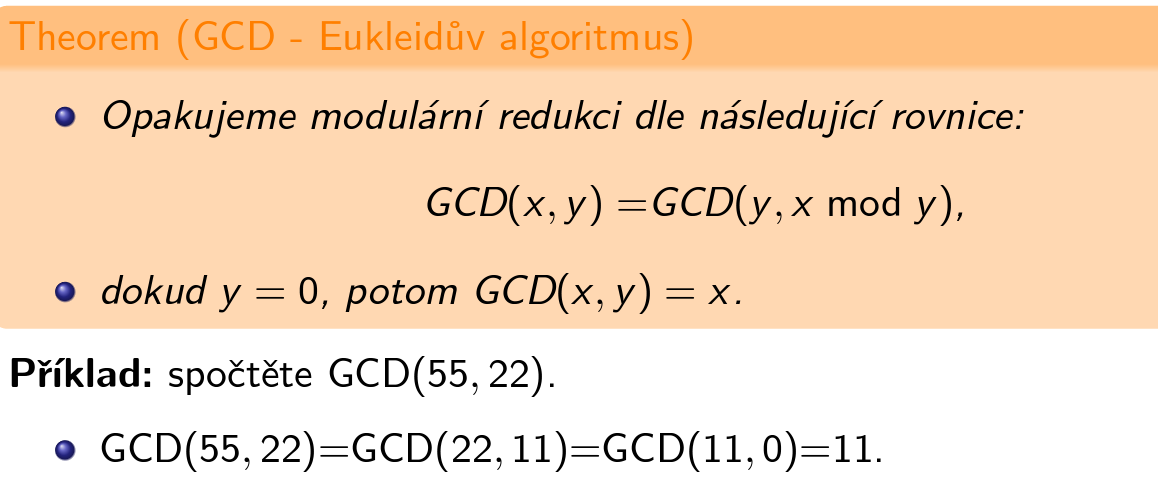 Theorem (GCD - Eukleidův algoritmus)
Opakujeme modulární redukci dle následující rovnice:
GCD(x, y) =GCD(y, x mod y),
dokud y = 0, potom GCD(x, y) = x.
Příklad: spočtěte GCD(55, 22).
GCD(55, 22)=GCD(22, 11)=GCD(11, 0)=11.